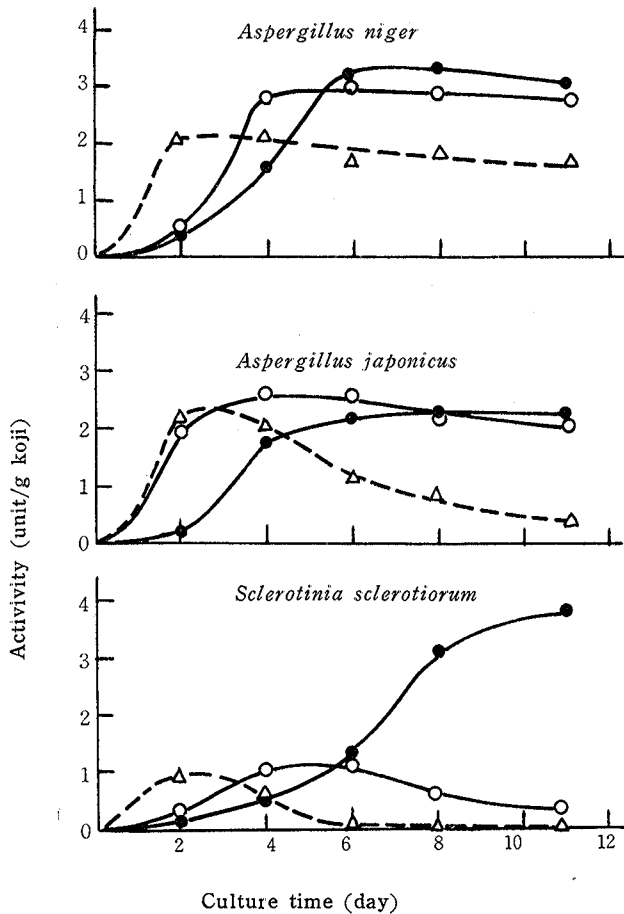 Aspergillus niger
4
3
2
1
0
Aspergillus japonicus
4
3
2
1
0
Sclerotinia sclerotiorum
4
3
2
1
0
2 4 6 8 10 12
Activivity (unit/g koji)
Culture time (day)